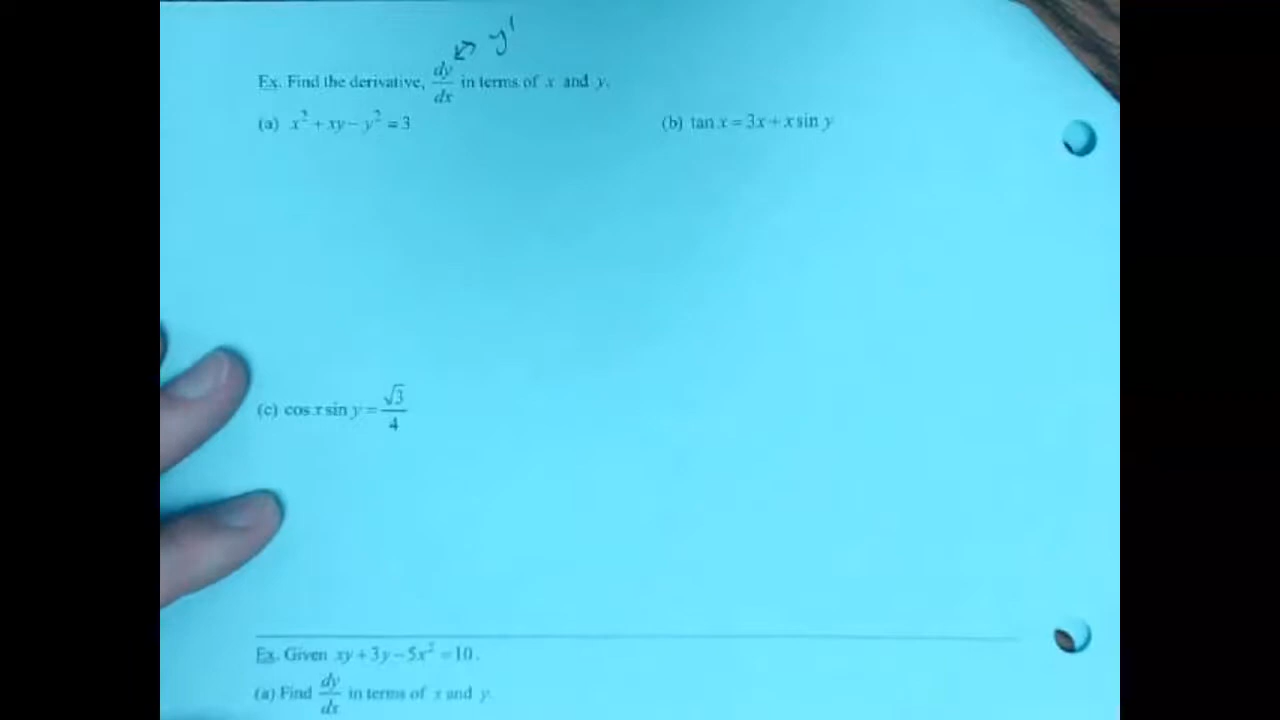 y'
Ex. Find the derivative, dy/dx in terms of x and y.
(a) x² + xy − y² = 3
(b) tan x = 3x + x sin y
(c) cos x sin y = √3/4
Ex. Given xy + 3y − 5x² = 10.
(a) Find dy/dx in terms of x and y.